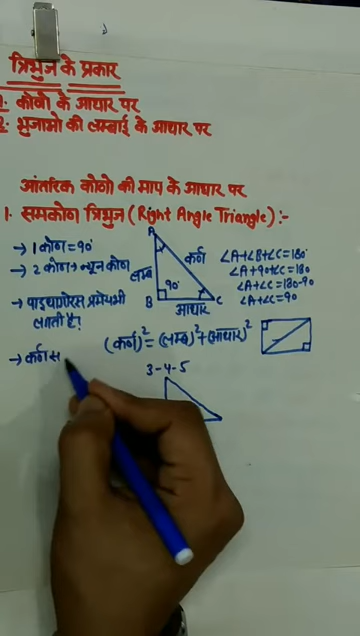 त्रिभुज के प्रकार
1. कोणो के आधार पर
2. भुजाओ की लम्बाई के आधार पर
आंतरिक कोणो की माप के आधार पर
1. समकोण त्रिभुज (Right Angle Triangle) :-
→ 1 कोण = 90°
→ 2 कोण → न्यून कोण
→ पाइथागोरस प्रमेय भी
लगती है!
A
लम्ब
कर्ण
90°
B
C
आधार
∠A+∠B+∠C=180°
∠A+90+∠C=180
∠A+∠C=180-90
∠A+∠C=90
(कर्ण)²=(लम्ब)²+(आधार)²
→ कर्ण स
3-4-5